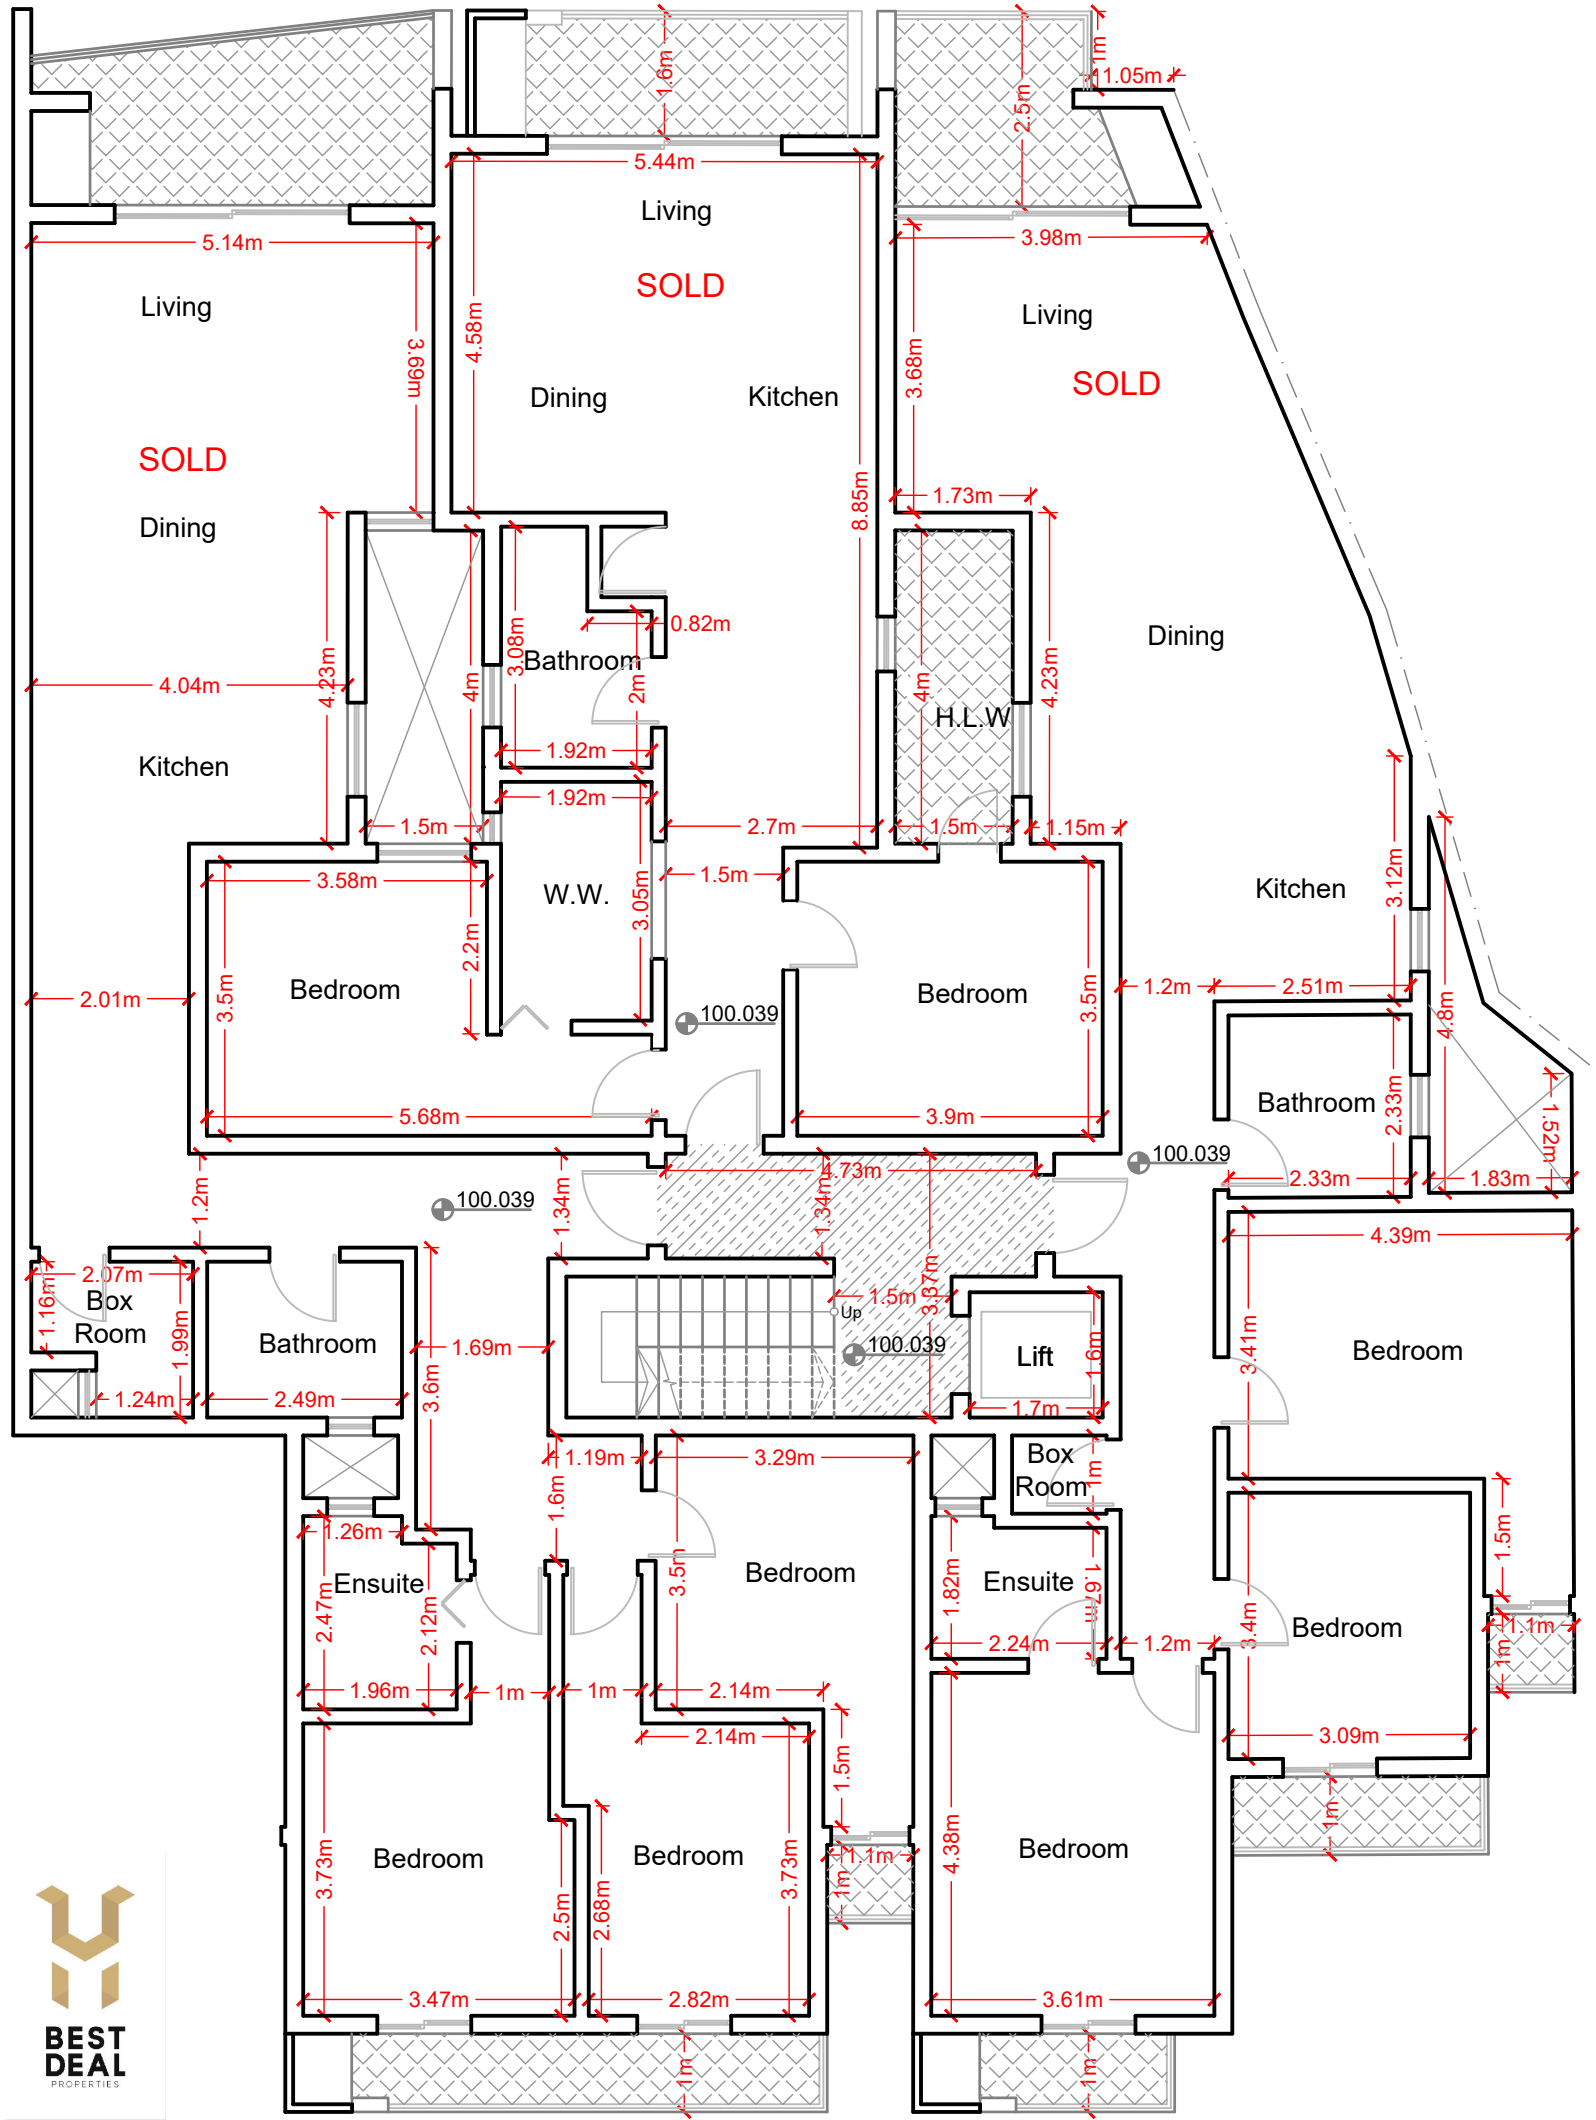 1.6m
2.5m
1m
1.05m
5.44m
Living
5.14m
3.98m
SOLD
Living
Living
4.58m
3.69m
3.68m
SOLD
Dining
Kitchen
SOLD
1.73m
8.85m
Dining
0.82m
3.08m
Bathroom
Dining
4.04m
4.23m
4m
2m
4m
4.23m
H.L.W
1.92m
Kitchen
1.92m
1.5m
2.7m
1.5m
1.15m
3.12m
3.58m
1.5m
W.W.
3.05m
Kitchen
2.2m
Bedroom
Bedroom
2.01m
3.5m
3.5m
1.2m
2.51m
100.039
4.8m
5.68m
3.9m
Bathroom
2.33m
1.52m
100.039
4.73m
2.33m
1.83m
1.2m
100.039
1.34m
1.34m
4.39m
2.07m
3.37m
1.5m
Box
Room
1.16m
1.99m
Up
Bathroom
1.69m
100.039
Lift
1.6m
3.41m
Bedroom
3.6m
1.24m
2.49m
1.7m
1.19m
3.29m
Box
Room
1m
1.6m
1.26m
1.5m
Ensuite
3.5m
Bedroom
1.82m
Ensuite
1.67m
2.47m
2.12m
3.4m
Bedroom
1.1m
1m
2.24m
1.2m
1.96m
1m
1m
2.14m
2.14m
3.09m
1.5m
1m
3.73m
Bedroom
2.5m
2.68m
Bedroom
3.73m
1.1m
1m
4.38m
Bedroom
3.47m
2.82m
3.61m
1m
1m
BEST
DEAL
PROPERTIES